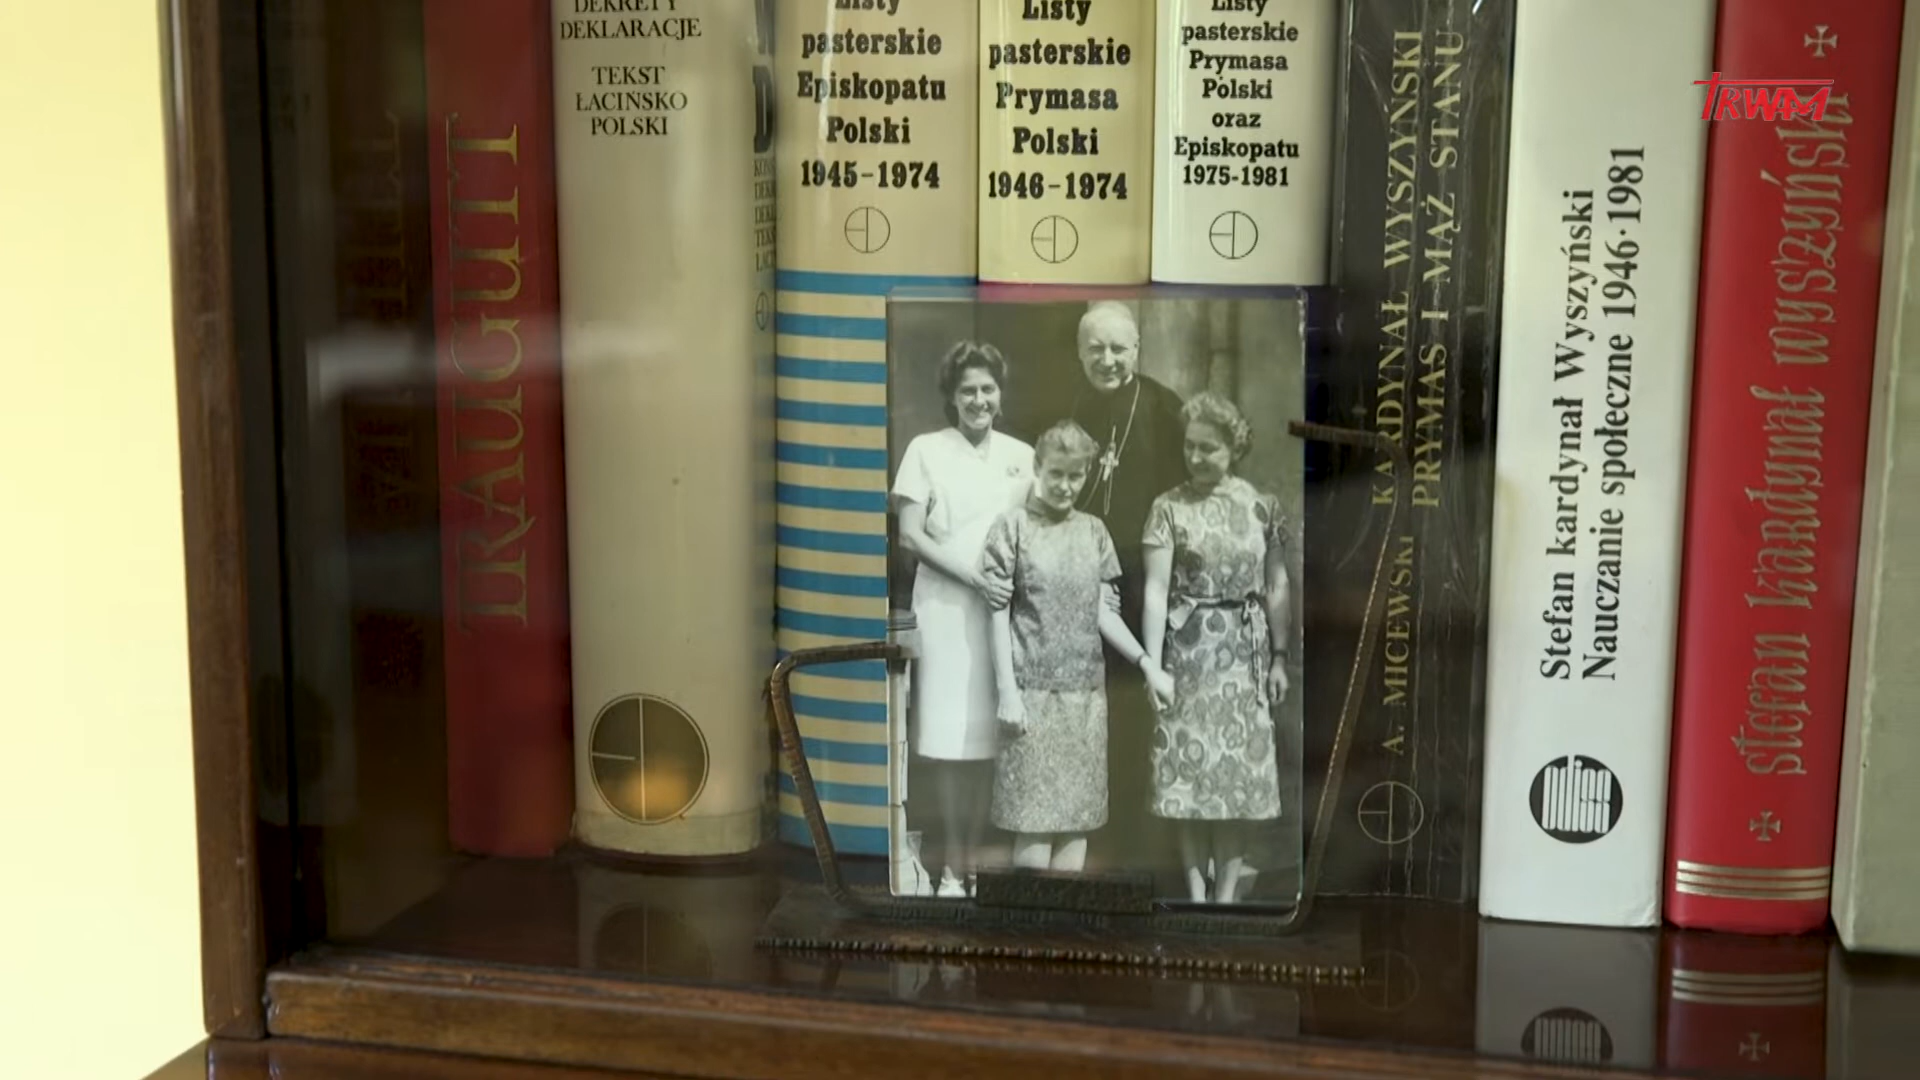 TRAUGUTT
DEKRETY
DEKLARACJE
TEKST
ŁACIŃSKO
POLSKI
Listy
pasterskie
Episkopatu
Polski
1945-1974
Listy
pasterskie
Prymasa
Polski
1946-1974
Listy
pasterskie
Prymasa
Polski
oraz
Episkopatu
1975-1981
A. MICEWSKI KARDYNAŁ WYSZYŃSKI
PRYMAS I MĄŻ STANU
Stefan kardynał Wyszyński
Nauczanie społeczne 1946·1981
stefan kardynał wyszyński
TRWAM